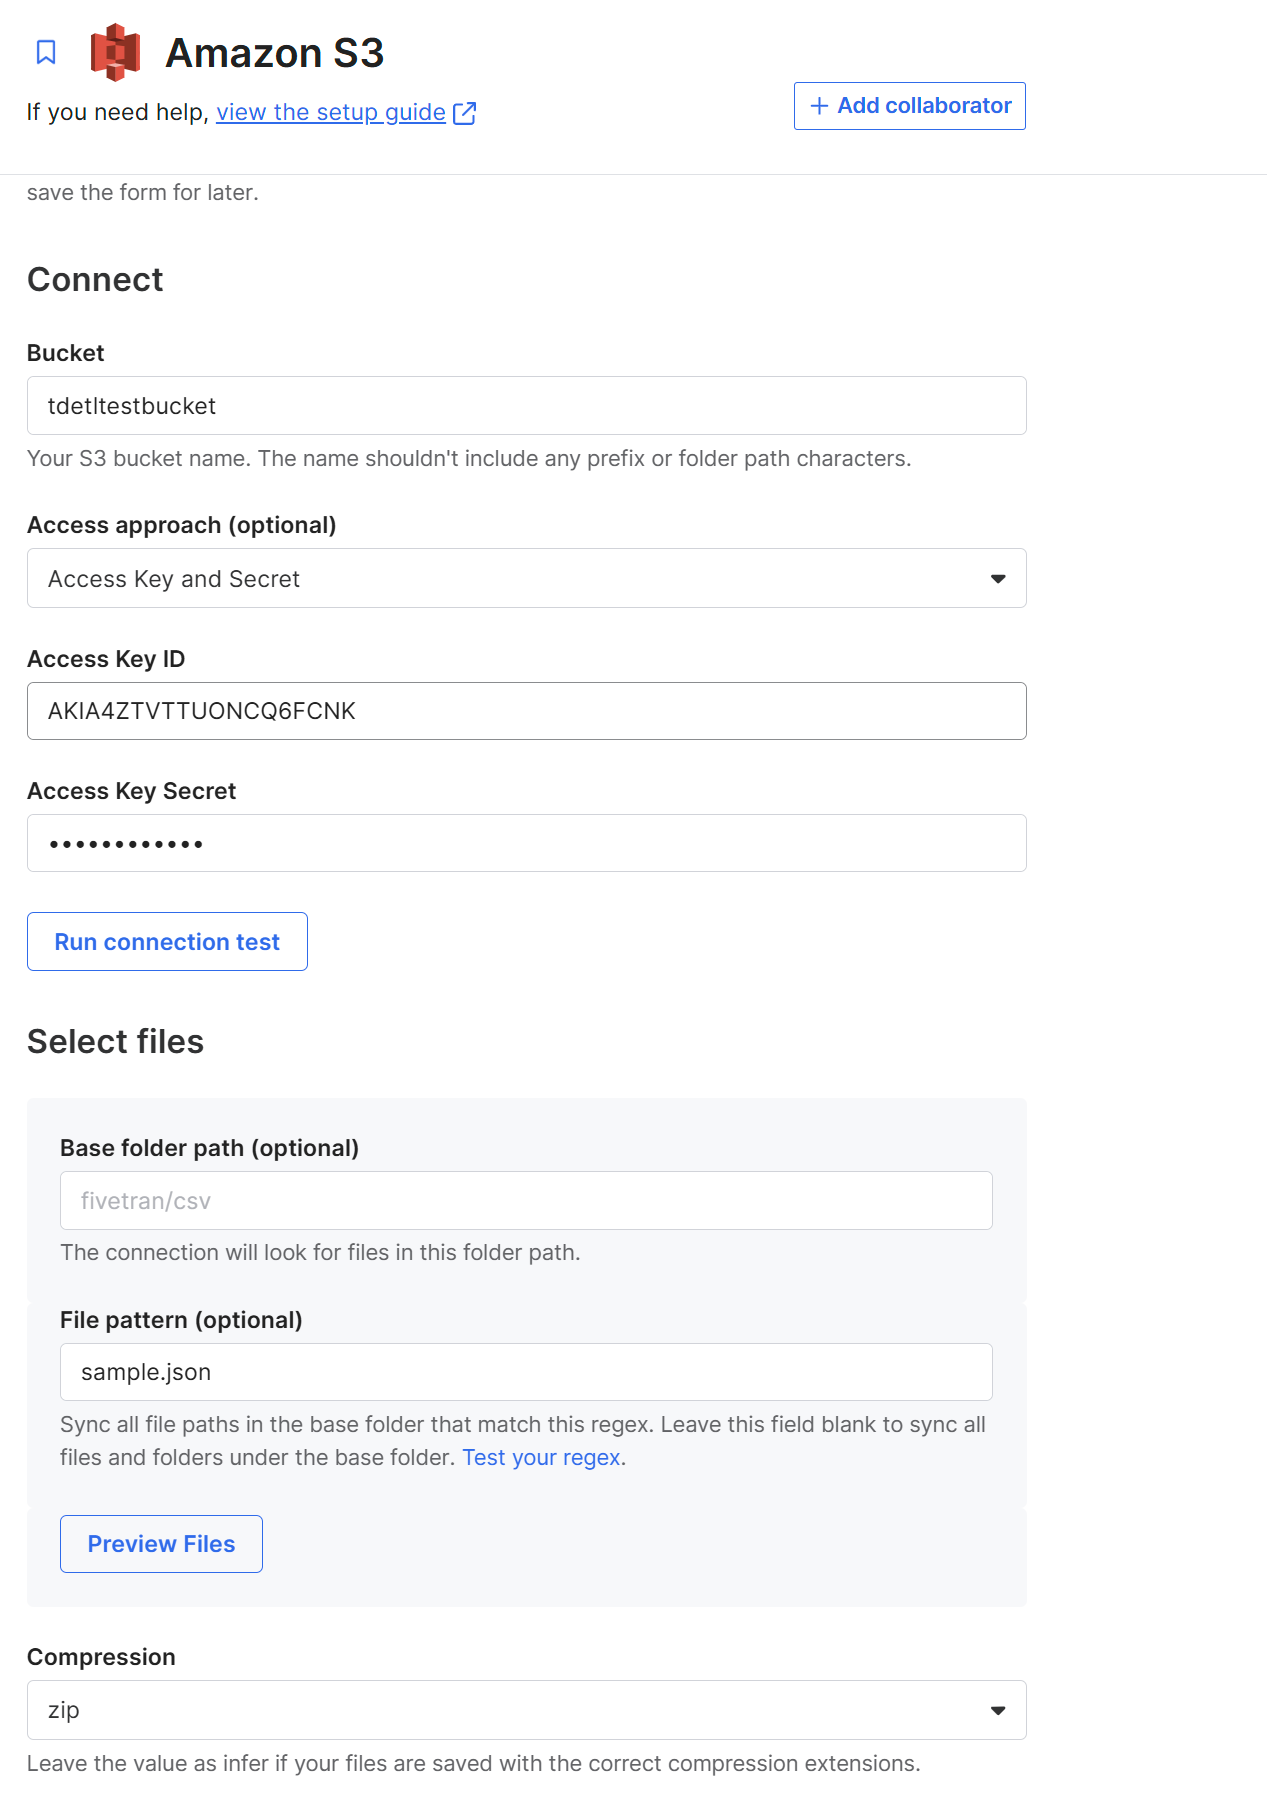 Amazon S3
If you need help, view the setup guide
+ Add collaborator
save the form for later.
Connect
Bucket
tdetltestbucket
Your S3 bucket name. The name shouldn't include any prefix or folder path characters.
Access approach (optional)
Access Key and Secret
Access Key ID
AKIA4ZTVTTUONCQ6FCNK
Access Key Secret
••••••••••••
Run connection test
Select files
Base folder path (optional)
fivetran/csv
The connection will look for files in this folder path.
File pattern (optional)
sample.json
Sync all file paths in the base folder that match this regex. Leave this field blank to sync all
files and folders under the base folder. Test your regex.
Preview Files
Compression
zip
Leave the value as infer if your files are saved with the correct compression extensions.